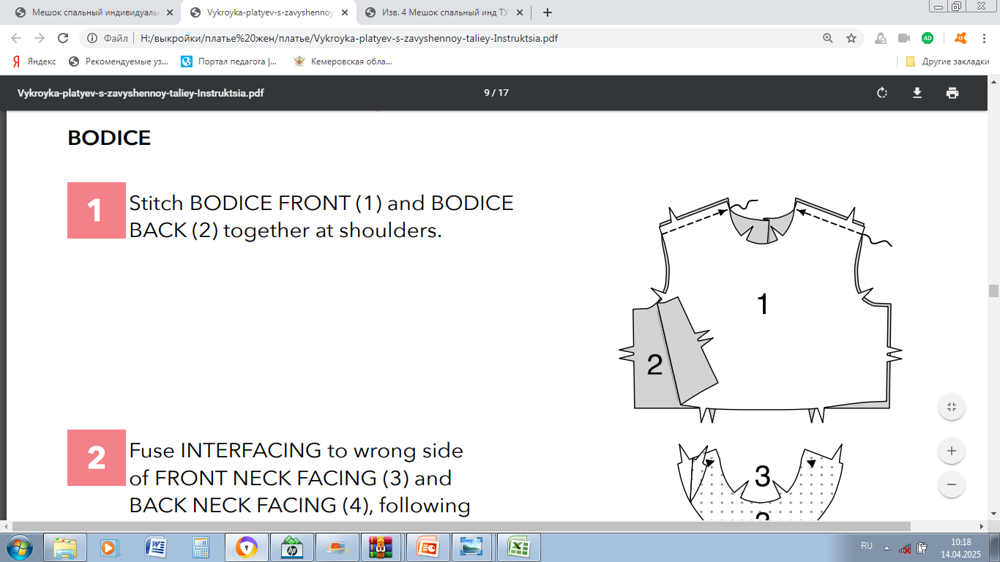 Мешок спальный индивидуаль
Vykroyka-platyev-s-zavyshennoy
Изв. 4 Мешок спальный инд ТУ
Файл | H:/выкройки/платье%20жен/платье/Vykroyka-platyev-s-zavyshennoy-taliey-Instruktsia.pdf
Яндекс
Рекомендуемые уз...
Портал педагога |...
Кемеровская обла...
Другие закладки
Vykroyka-platyev-s-zavyshennoy-taliey-Instruktsia.pdf
9 / 17
BODICE
1
Stitch BODICE FRONT (1) and BODICE
BACK (2) together at shoulders.
1
2
2
Fuse INTERFACING to wrong side
of FRONT NECK FACING (3) and
BACK NECK FACING (4), following
3
RU
10:18
14.04.2025